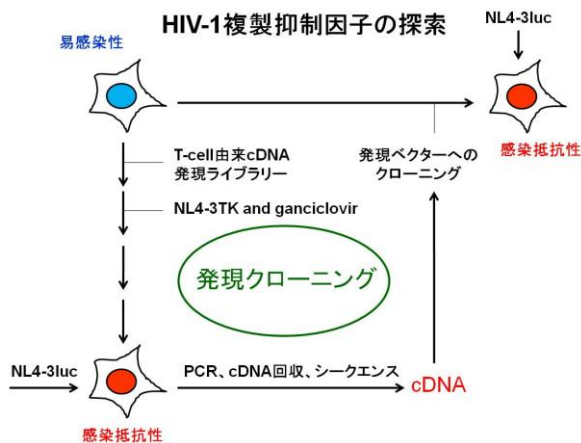 HIV-1複製抑制因子の探索
NL4-3luc
易感染性
感染抵抗性
T-cell由来cDNA
発現ライブラリー
発現ベクターへの
クローニング
NL4-3TK and ganciclovir
発現クローニング
NL4-3luc
PCR、cDNA回収、シークエンス
cDNA
感染抵抗性